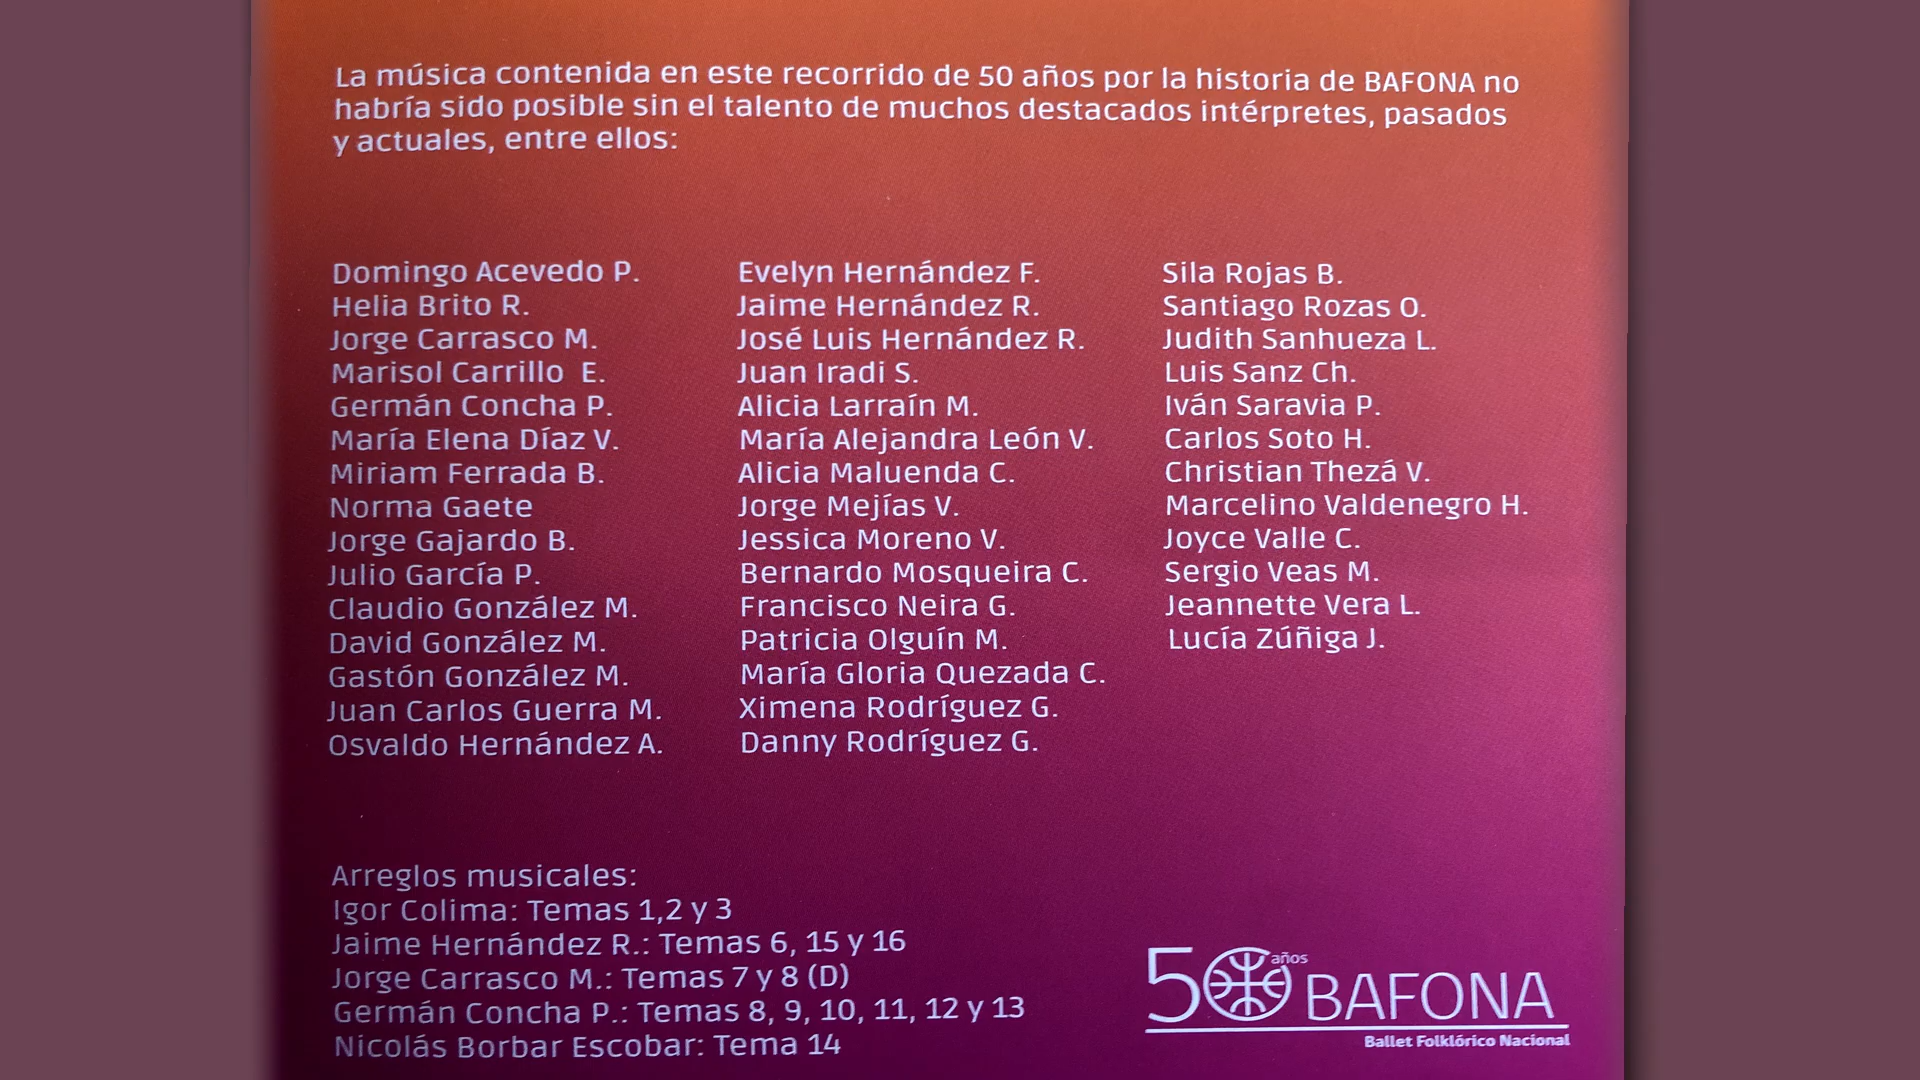 La música contenida en este recorrido de 50 años por la historia de BAFONA no
habría sido posible sin el talento de muchos destacados intérpretes, pasados
y actuales, entre ellos:
Domingo Acevedo P.
Helia Brito R.
Jorge Carrasco M.
Marisol Carrillo  E.
Germán Concha P.
María Elena Díaz V.
Miriam Ferrada B.
Norma Gaete
Jorge Gajardo B.
Julio García P.
Claudio González M.
David González M.
Gastón González M.
Juan Carlos Guerra M.
Osvaldo Hernández A.
Evelyn Hernández F.
Jaime Hernández R.
José Luis Hernández R.
Juan Iradi S.
Alicia Larraín M.
María Alejandra León V.
Alicia Maluenda C.
Jorge Mejías V.
Jessica Moreno V.
Bernardo Mosqueira C.
Francisco Neira G.
Patricia Olguín M.
María Gloria Quezada C.
Ximena Rodríguez G.
Danny Rodríguez G.
Sila Rojas B.
Santiago Rozas O.
Judith Sanhueza L.
Luis Sanz Ch.
Iván Saravia P.
Carlos Soto H.
Christian Thezá V.
Marcelino Valdenegro H.
Joyce Valle C.
Sergio Veas M.
Jeannette Vera L.
Lucía Zúñiga J.
Arreglos musicales:
Igor Colima: Temas 1,2 y 3
Jaime Hernández R.: Temas 6, 15 y 16
Jorge Carrasco M.: Temas 7 y 8 (D)
Germán Concha P.: Temas 8, 9, 10, 11, 12 y 13
Nicolás Borbar Escobar: Tema 14
50 años BAFONA
Ballet Folklórico Nacional